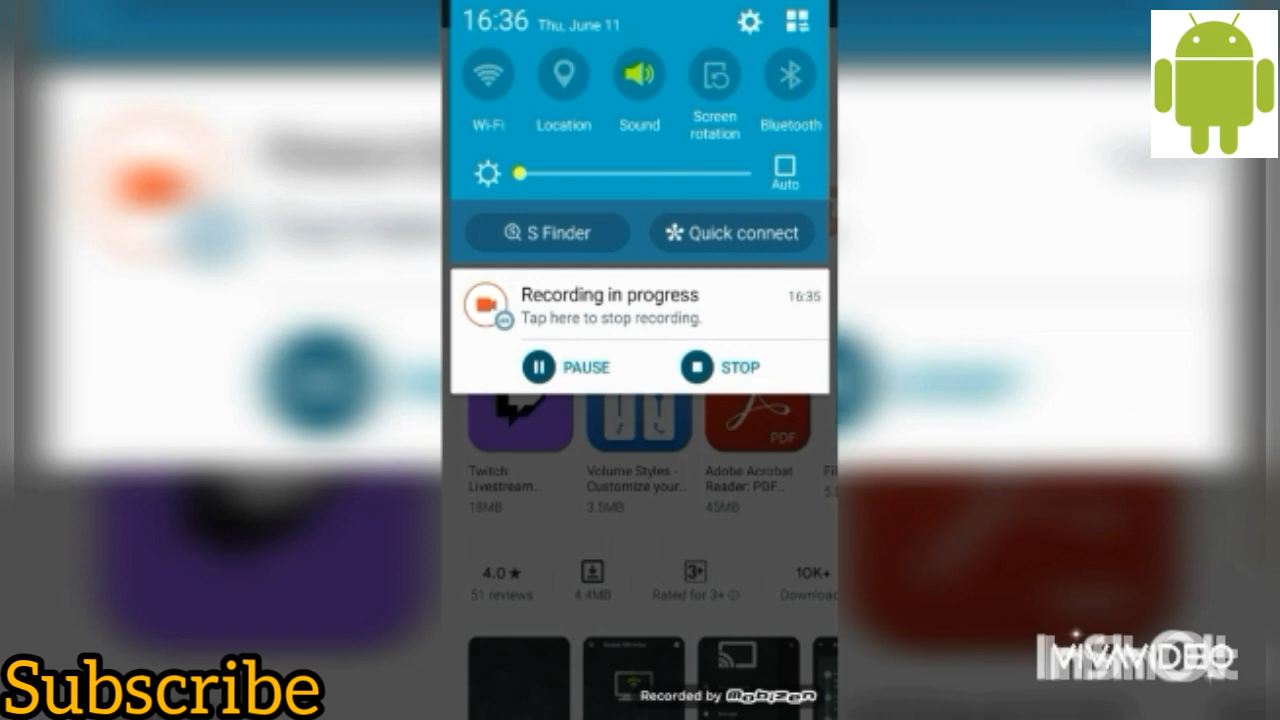 16:36 Thu, June 11
Wi-Fi
Location
Sound
Screen
rotation
Bluetooth
Auto
S Finder
Quick connect
Recording in progress
16:35
Tap here to stop recording.
PAUSE
STOP
PDF
Twitch:
Livestream...
18MB
Volume Styles -
Customize your...
3.5MB
Adobe Acrobat
Reader: PDF...
45MB
4.0★
51 reviews
4.4MB
3+
Rated for 3+
10K+
Subscribe
Recorded by Mobizen
VIVAVIDEO